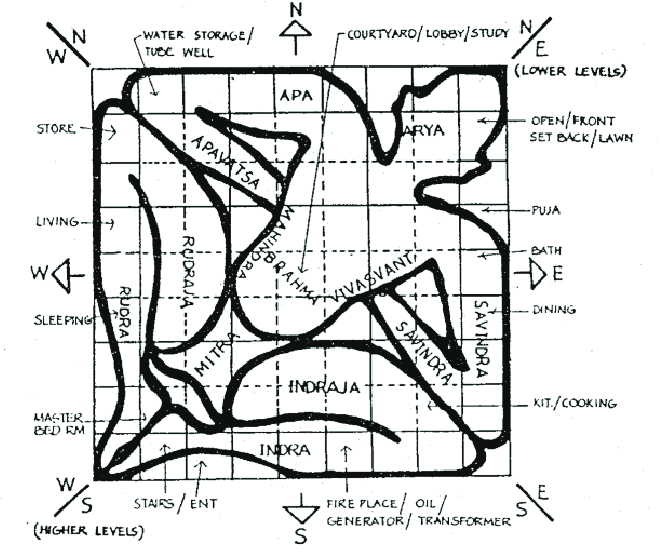 N
N
N
W
E
WATER STORAGE/
TUBE WELL
COURTYARD/LOBBY/STUDY
(LOWER LEVELS)
APA
STORE
ARYA
OPEN/FRONT
SET BACK/LAWN
APAVATSA
LIVING
PUJA
MAHINDRA
RUDRAJA
BRAHMA
VIVASVANT
BATH
W
E
RUDRA
SLEEPING
SAVINDRA
DINING
MITRA
SAVINDRA
INDRAJA
KIT./COOKING
MASTER
BED RM
INDRA
W
S
STAIRS/ENT
FIRE PLACE/OIL/
GENERATOR/TRANSFORMER
E
S
S
(HIGHER LEVELS)